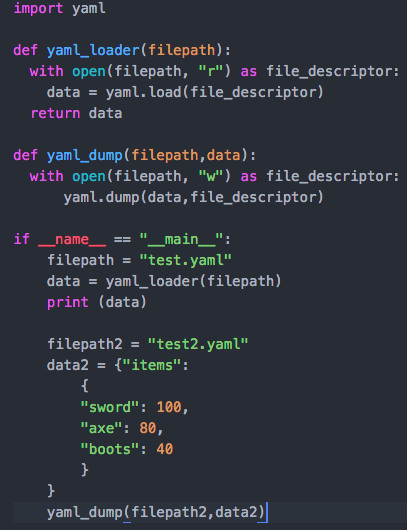 import yaml

def yaml_loader(filepath):
  with open(filepath, "r") as file_descriptor:
    data = yaml.load(file_descriptor)
  return data

def yaml_dump(filepath,data):
  with open(filepath, "w") as file_descriptor:
      yaml.dump(data,file_descriptor)

if __name__ == "__main__":
    filepath = "test.yaml"
    data = yaml_loader(filepath)
    print (data)

    filepath2 = "test2.yaml"
    data2 = {"items":
        {
        "sword": 100,
        "axe": 80,
        "boots": 40
        }
    }
    yaml_dump(filepath2,data2)